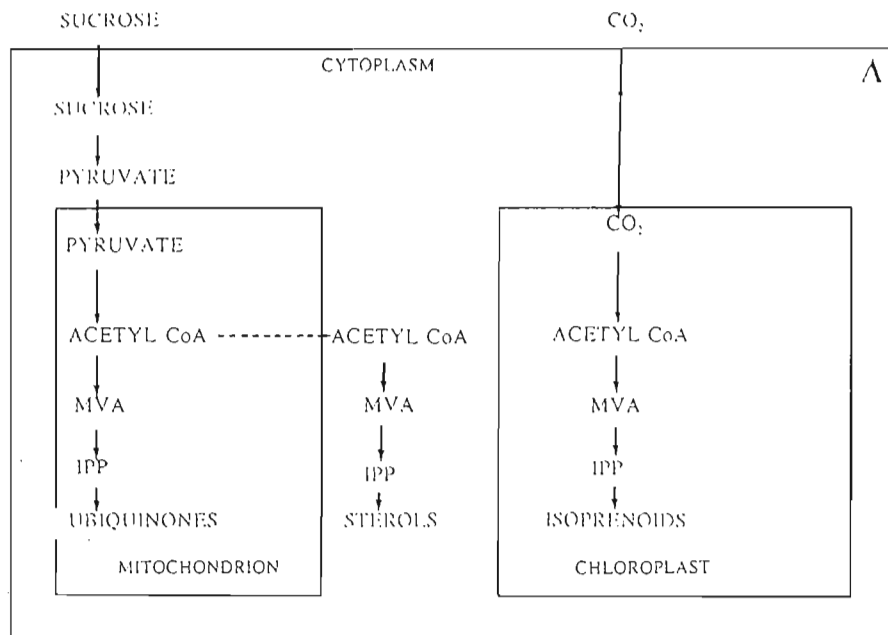 SUCROSE CO₂
CYTOPLASM A
SUCROSE
PYRUVATE
PYRUVATE CO₂
ACETYL CoA ACETYL CoA ACETYL CoA
MVA MVA MVA
IPP IPP IPP
UBIQUINONES STEROLS ISOPRENOIDS
MITOCHONDRION CHLOROPLAST